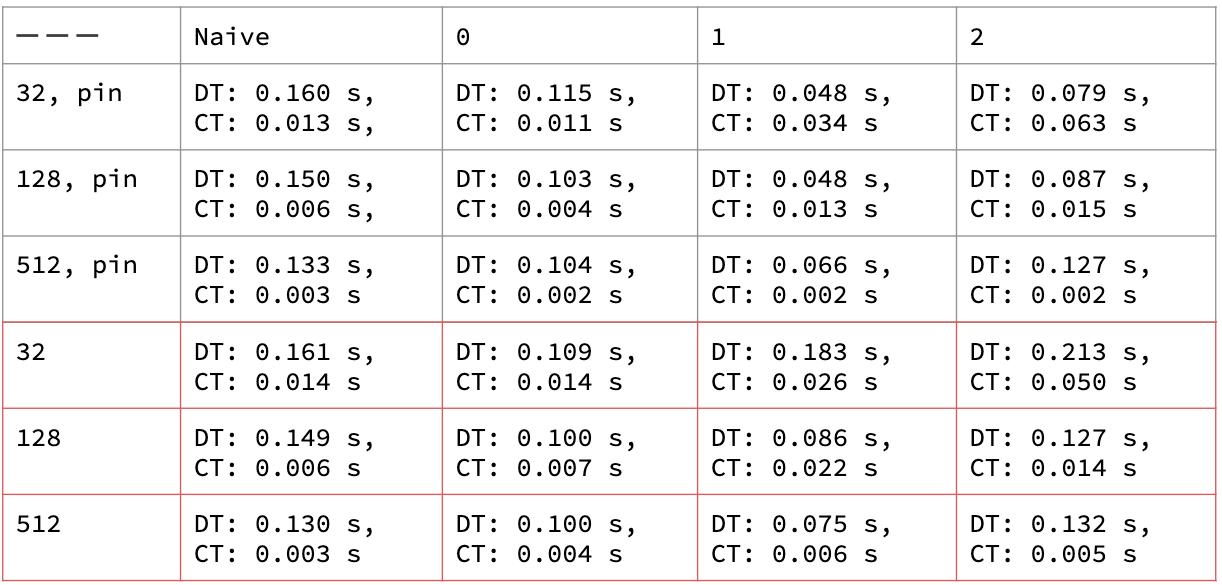 — — —
Naive
0
1
2
32, pin
DT: 0.160 s,
CT: 0.013 s,
DT: 0.115 s,
CT: 0.011 s
DT: 0.048 s,
CT: 0.034 s
DT: 0.079 s,
CT: 0.063 s
128, pin
DT: 0.150 s,
CT: 0.006 s,
DT: 0.103 s,
CT: 0.004 s
DT: 0.048 s,
CT: 0.013 s
DT: 0.087 s,
CT: 0.015 s
512, pin
DT: 0.133 s,
CT: 0.003 s
DT: 0.104 s,
CT: 0.002 s
DT: 0.066 s,
CT: 0.002 s
DT: 0.127 s,
CT: 0.002 s
32
DT: 0.161 s,
CT: 0.014 s
DT: 0.109 s,
CT: 0.014 s
DT: 0.183 s,
CT: 0.026 s
DT: 0.213 s,
CT: 0.050 s
128
DT: 0.149 s,
CT: 0.006 s
DT: 0.100 s,
CT: 0.007 s
DT: 0.086 s,
CT: 0.022 s
DT: 0.127 s,
CT: 0.014 s
512
DT: 0.130 s,
CT: 0.003 s
DT: 0.100 s,
CT: 0.004 s
DT: 0.075 s,
CT: 0.006 s
DT: 0.132 s,
CT: 0.005 s